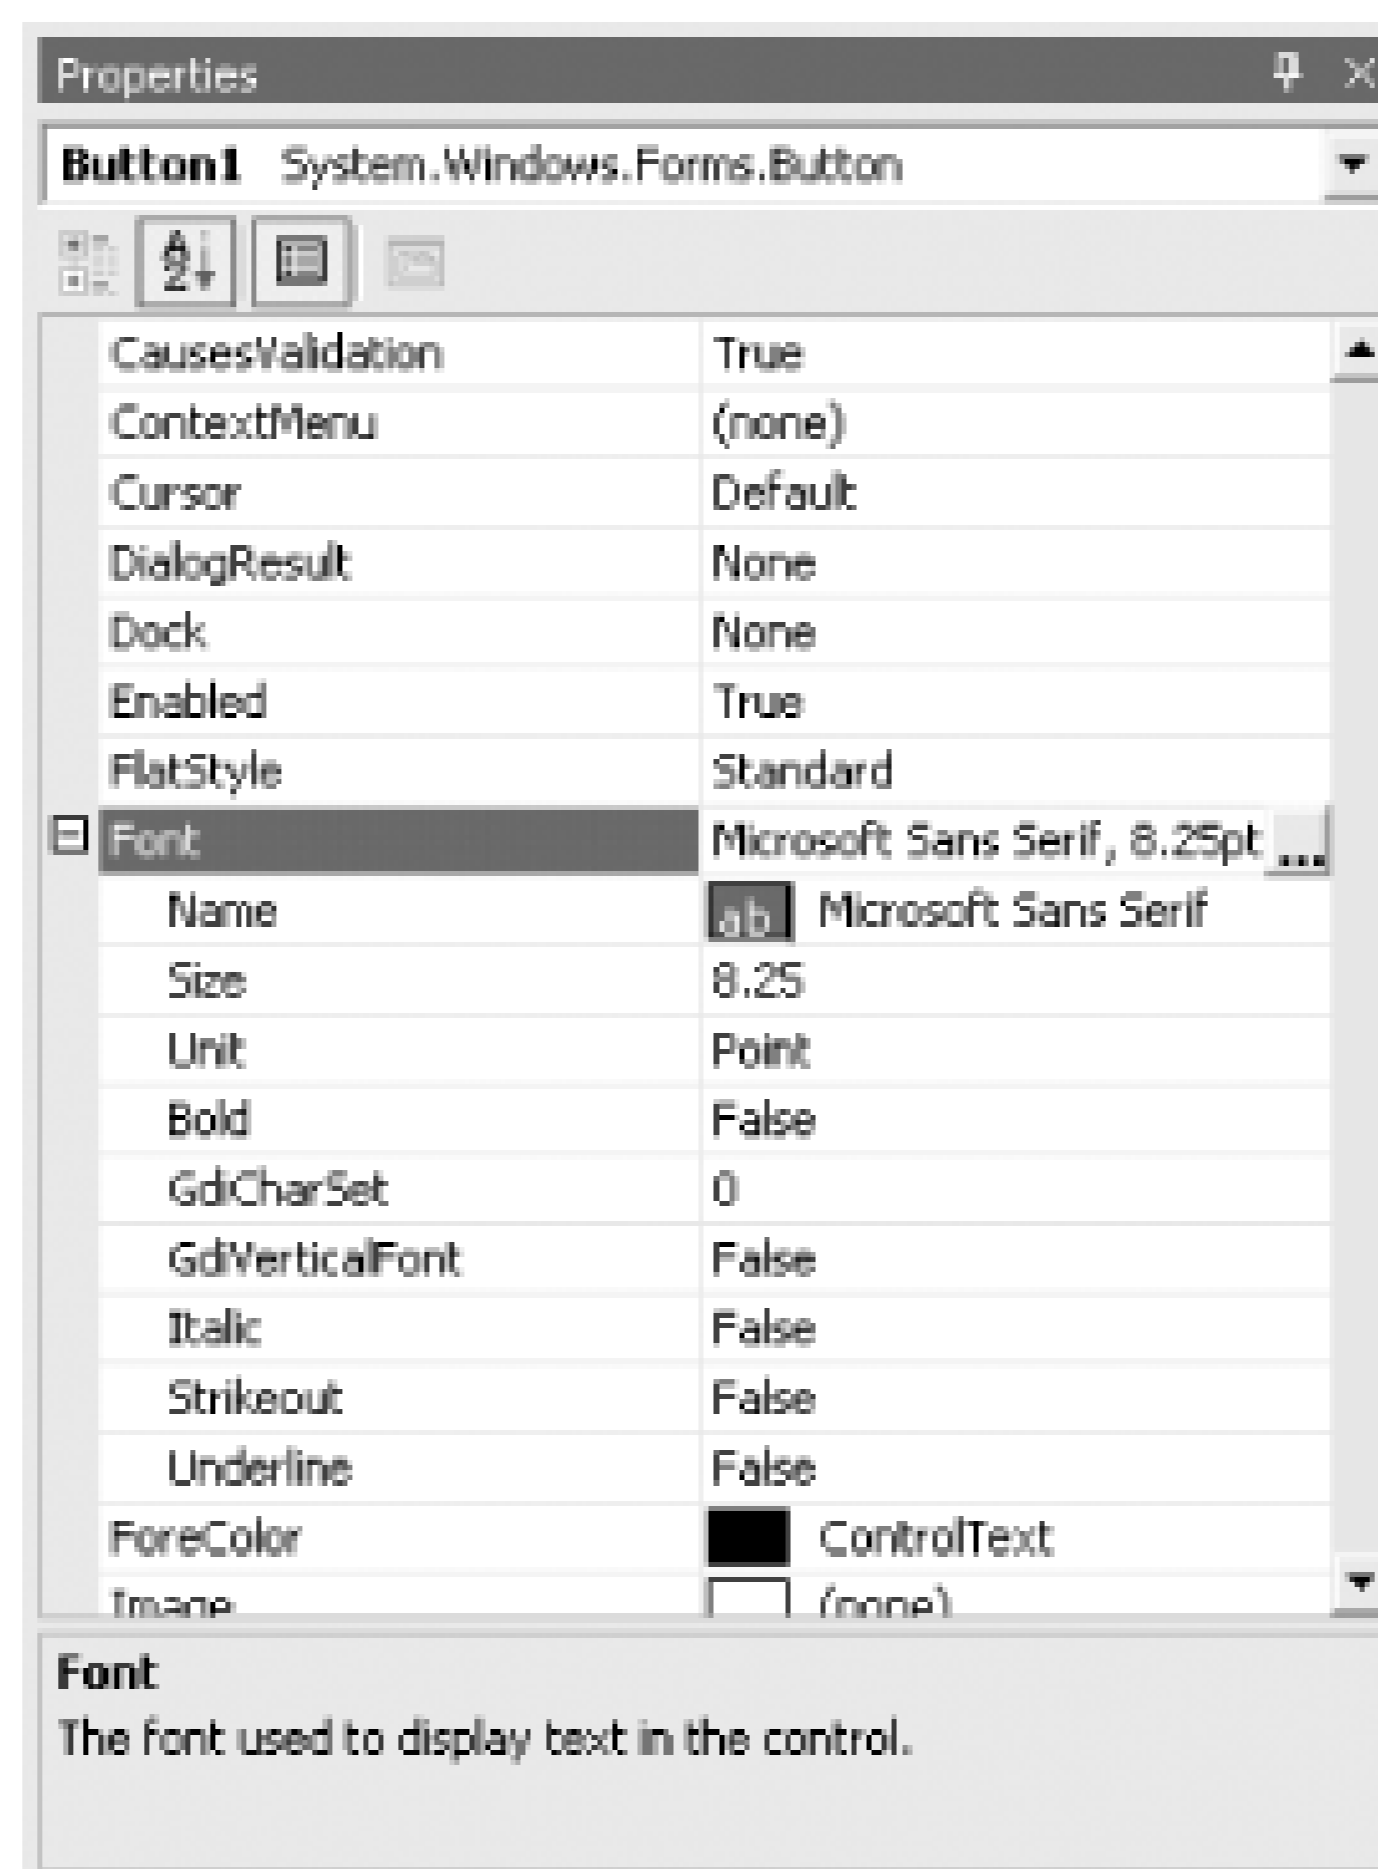 Properties
Button1 System.Windows.Forms.Button
CausesValidation True
ContextMenu (none)
Cursor Default
DialogResult None
Dock None
Enabled True
FlatStyle Standard
Font Microsoft Sans Serif, 8.25pt ...
Name ab Microsoft Sans Serif
Size 8.25
Unit Point
Bold False
GdiCharSet 0
GdiVerticalFont False
Italic False
Strikeout False
Underline False
ForeColor ControlText
Image (none)
Font
The font used to display text in the control.